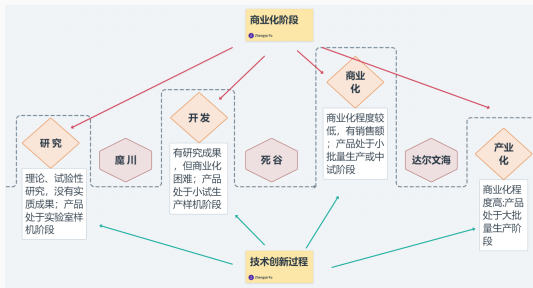 商业化阶段
Zhengyu Fu
商业
化
开 发
研 究
魔 川
死 谷
达尔文海
产业
化
商业化程度较
低，有销售额
；产品处于小
批量生产或中
试阶段
有研究成果
，但商业化
困难；产品
处于小试生
产样机阶段
理论、试验性
研究，没有实
质成果；产品
处于实验室样
机阶段
商业化程
度高;产品
处于大批
量生产阶
段
技术创新过程
Zhengyu Fu